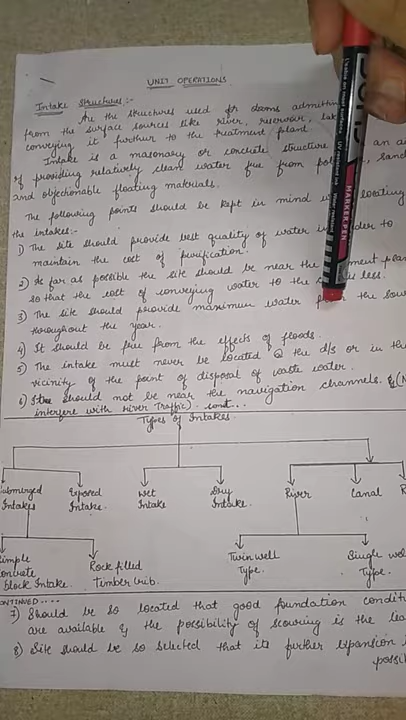 UNIT OPERATIONS
Intake Structures:-
Are the structures used for admitting
from the surface sources like river, reservoir,
conveying it further to the treatment plant.
Intake is a masonary or concrete structure an
of providing relatively clean water free from
and objectionable floating materials.
The following points should be kept in mind
the intakes:-
1) The site should provide best quality of water in to
maintain the cost of purification.
2) As far as possible the site should be near the
so that the cost of conveying water to the less.
3) The site should provide maximum water the
throughout the year.
4) It should be free from the effects of floods.
5) The intake must never be located @ the d/s or in the
vicinity of the point of disposal of waste water.
6) It should not be near the navigation channels.
interfere with river Traffic) - cont...
Types of Intakes.
Submerged Intakes
Exposed Intake.
Wet Intake
Dry Intake.
River
Canal
R
Simple Concrete block Intake.
Rock filled timber crib.
Twin well Type.
Single well Type.
CONTINUED....
7) Should be so located that good foundation
are available & the possibility of scouring is the
8) Site should be so selected that its further expansion
MARKER PEN